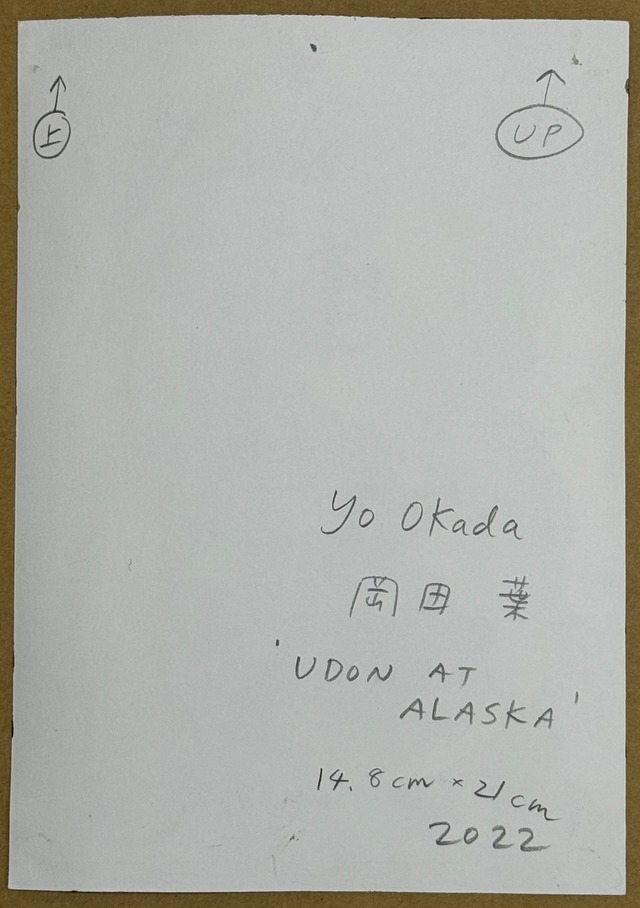 上
UP
Yo Okada
岡田 葉
'UDON AT
ALASKA'
14.8cm × 21cm
2022